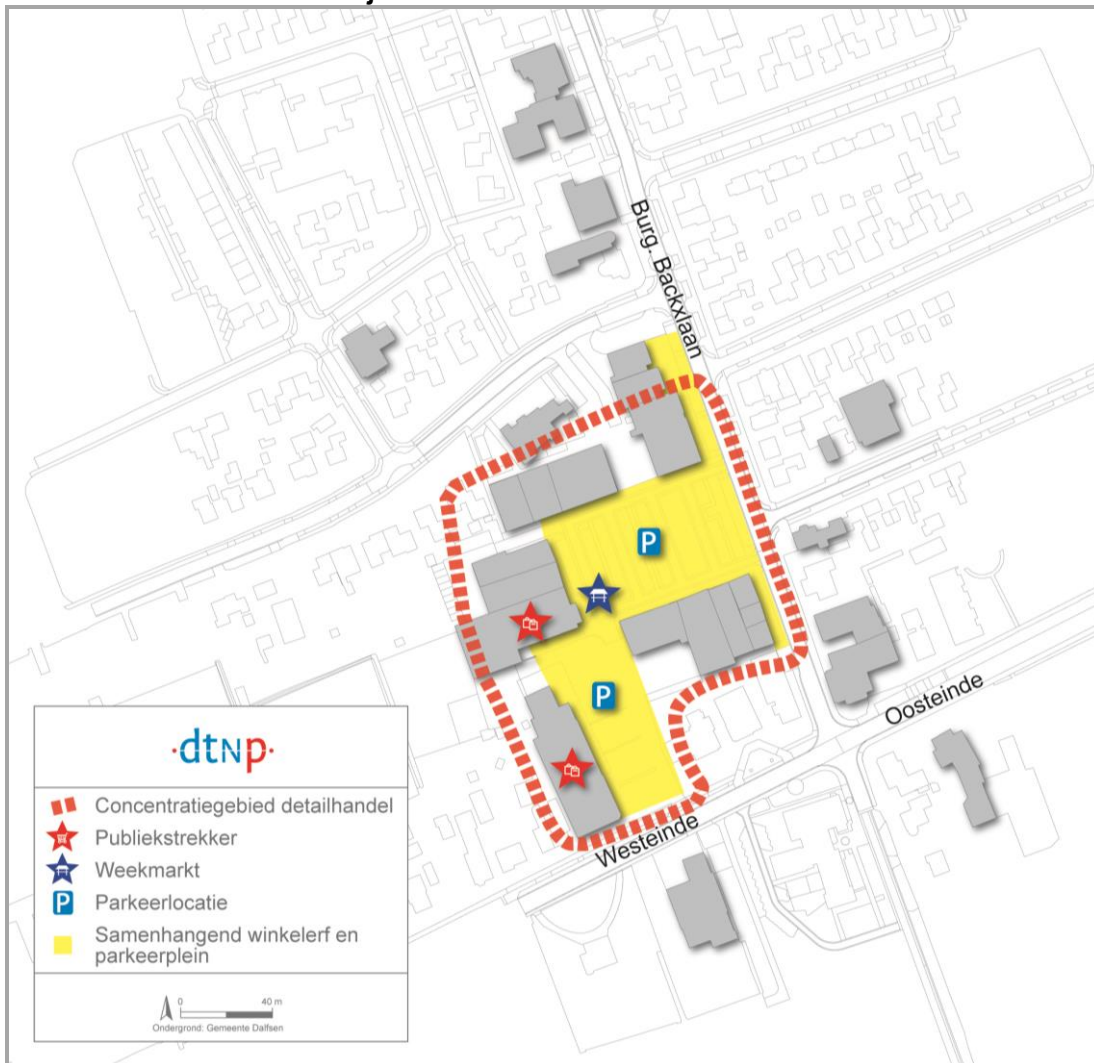 j
Burg. Backxlaan
P
P
Oosteinde
Westeinde
·dtnp·
Concentratiegebied detailhandel
Publiekstrekker
Weekmarkt
P Parkeerlocatie
Samenhangend winkelerf en
parkeerplein
0 40 m
Ondergrond: Gemeente Dalfsen